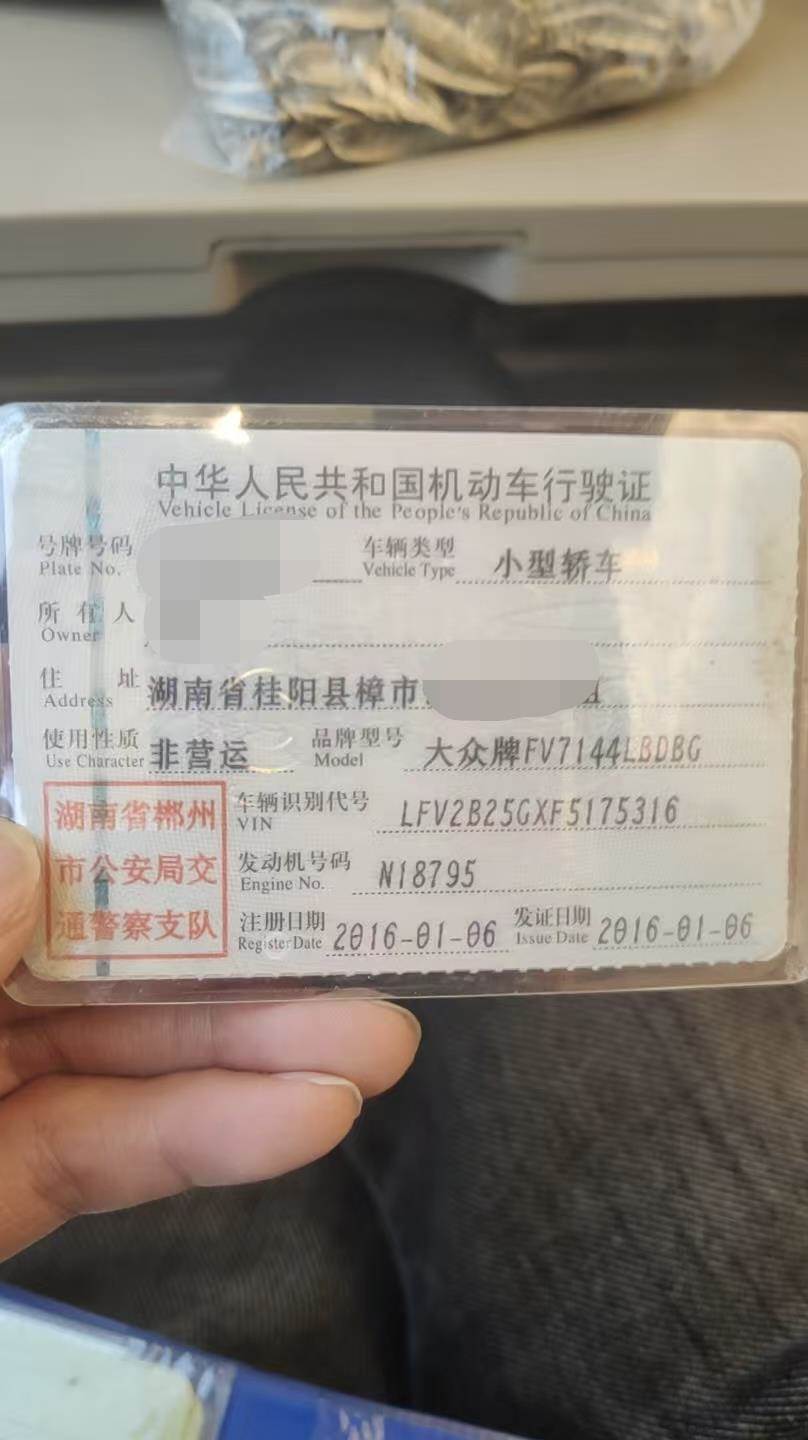 中华人民共和国机动车行驶证
Vehicle License of the People's Republic of China
号牌号码
Plate No.
车辆类型
Vehicle Type
小型轿车
所有人
Owner
住址
Address
湖南省桂阳县樟市
使用性质
Use Character
非营运
品牌型号
Model
大众牌FV7144LBDBG
湖南省郴州
市公安局交
通警察支队
车辆识别代号
VIN
LFV2B25GXF5175316
发动机号码
Engine No.
N18795
注册日期
Register Date
2016-01-06
发证日期
Issue Date
2016-01-06